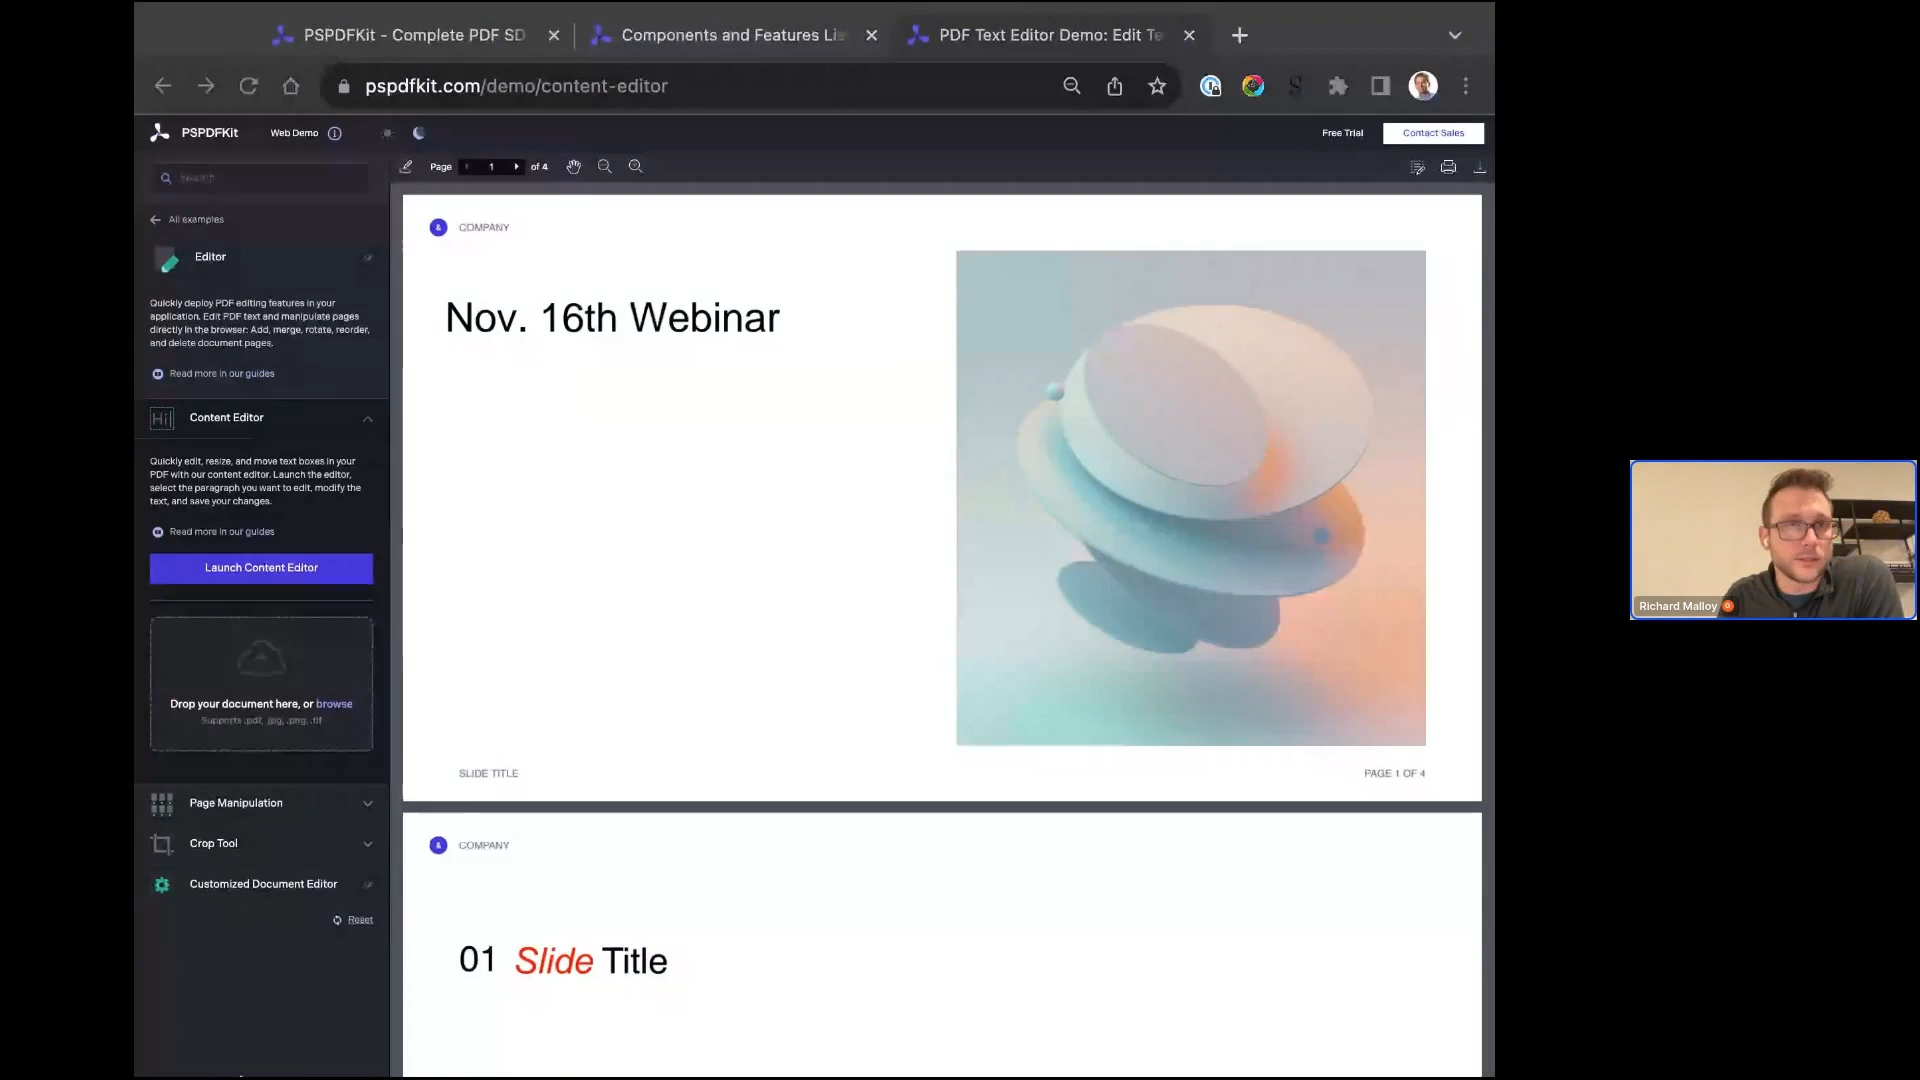 PSPDFKit - Complete PDF SD
Components and Features Lis
PDF Text Editor Demo: Edit Te
pspdfkit.com/demo/content-editor
PSPDFKit
Web Demo
Free Trial
Contact Sales
Search
Page 1 of 4
All examples
Editor
Quickly deploy PDF editing features in your
application. Edit PDF text and manipulate pages
directly in the browser: Add, merge, rotate, reorder,
and delete document pages.
Read more in our guides
Content Editor
Quickly edit, resize, and move text boxes in your
PDF with our content editor. Launch the editor,
select the paragraph you want to edit, modify the
text, and save your changes.
Read more in our guides
Launch Content Editor
Drop your document here, or browse
Supports .pdf, .jpg, .png, .tif
Page Manipulation
Crop Tool
Customized Document Editor
Reset
& COMPANY
Nov. 16th Webinar
SLIDE TITLE
PAGE 1 OF 4
& COMPANY
01 Slide Title
Richard Malloy